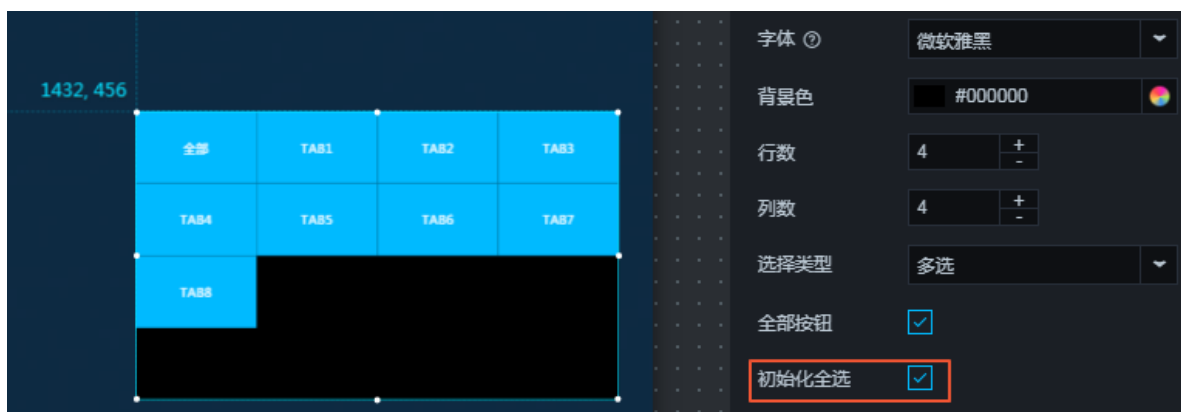 1432, 456
全部 TAB1 TAB2 TAB3
TAB4 TAB5 TAB6 TAB7
TAB8
字体 ?
微软雅黑
背景色
#000000
行数
4
+
-
列数
4
+
-
选择类型
多选
全部按钮
初始化全选